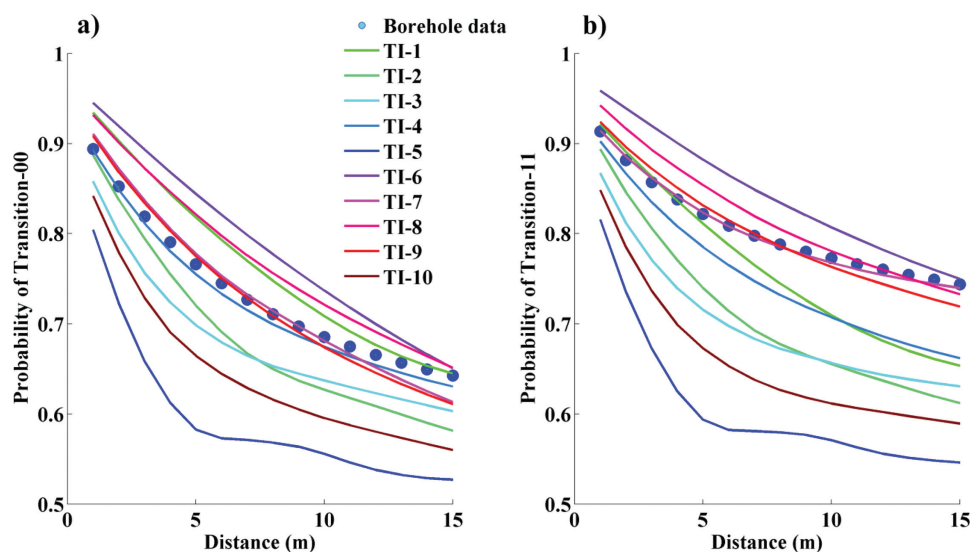 a)
Probability of Transition-00
1
0.9
0.8
0.7
0.6
0.5
0
5
10
15
Distance (m)
Borehole data
TI-1
TI-2
TI-3
TI-4
TI-5
TI-6
TI-7
TI-8
TI-9
TI-10
b)
Probability of Transition-11
1
0.9
0.8
0.7
0.6
0.5
0
5
10
15
Distance (m)